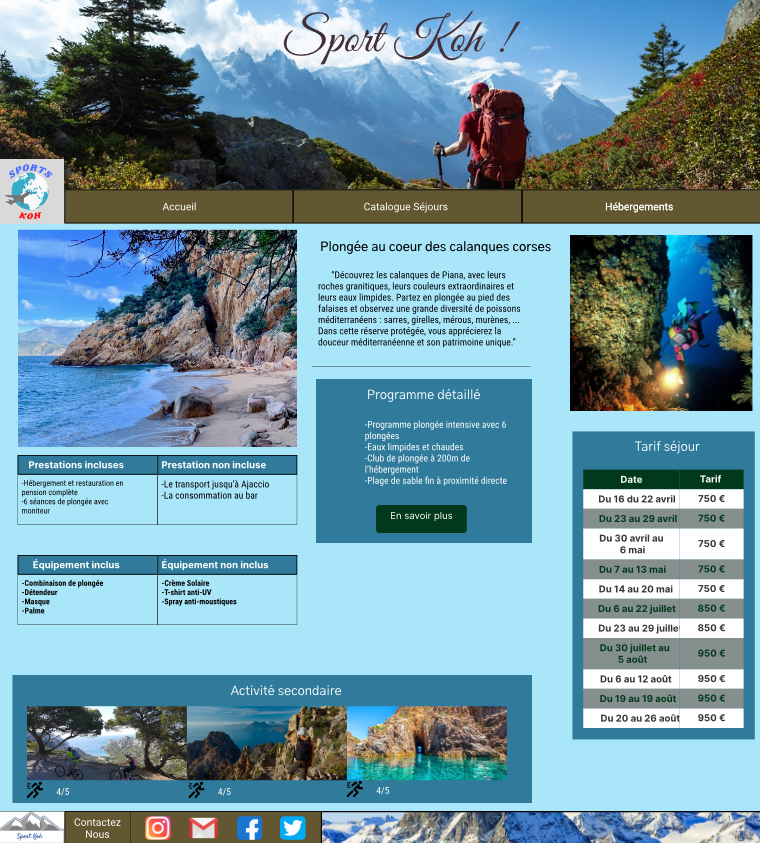 Sport Koh !
SPORTS
KOH
Accueil
Catalogue Séjours
Hébergements
Plongée au coeur des calanques corses
“Découvrez les calanques de Piana, avec leurs
roches granitiques, leurs couleurs extraordinaires et
leurs eaux limpides. Partez en plongée au pied des
falaises et observez une grande diversité de poissons
méditerranéens : sarres, girelles, mérous, murènes, ...
Dans cette réserve protégée, vous apprécierez la
douceur méditerranéenne et son patrimoine unique.”
Programme détaillé
-Programme plongée intensive avec 6
plongées
-Eaux limpides et chaudes
-Club de plongée à 200m de
l’hébergement
-Plage de sable fin à proximité directe
En savoir plus
Prestations incluses
Prestation non incluse
-Hébergement et restauration en
pension complète
-6 séances de plongée avec
moniteur
-Le transport jusqu’à Ajaccio
-La consommation au bar
Équipement inclus
Équipement non inclus
-Combinaison de plongée
-Détendeur
-Masque
-Palme
-Crème Solaire
-T-shirt anti-UV
-Spray anti-moustiques
Tarif séjour
Date Tarif
Du 16 du 22 avril 750 €
Du 23 au 29 avril 750 €
Du 30 avril au
6 mai 750 €
Du 7 au 13 mai 750 €
Du 14 au 20 mai 750 €
Du 6 au 22 juillet 850 €
Du 23 au 29 juillet 850 €
Du 30 juillet au
5 août 950 €
Du 6 au 12 août 950 €
Du 19 au 19 août 950 €
Du 20 au 26 août 950 €
Activité secondaire
4/5
4/5
4/5
Sport Koh
Contactez
Nous